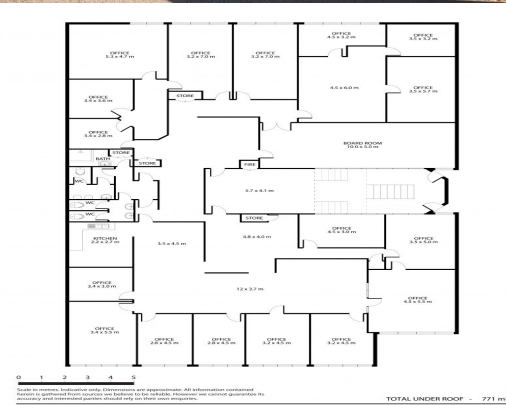 OFFICE
5.3 x 4.7 m
OFFICE
3.2 x 7.0 m
OFFICE
3.2 x 7.0 m
OFFICE
4.5 x 3.2 m
OFFICE
3.5 x 3.2 m
OFFICE
3.4 x 3.6 m
STORE
4.5 x 6.0 m
OFFICE
3.5 x 5.7 m
OFFICE
3.4 x 2.8 m
BOARD ROOM
10.0 x 5.0 m
STORE
BATH
STORE
FIRE
WC
9.7 x 4.1 m
WC
WC
STORE
KITCHEN
2.2 x 2.7 m
5.5 x 4.5 m
6.8 x 4.0 m
OFFICE
4.5 x 3.0 m
OFFICE
3.5 x 5.0 m
OFFICE
3.4 x 3.0 m
12 x 3.7 m
OFFICE
OFFICE
3.4 x 5.5 m
OFFICE
2.8 x 4.5 m
OFFICE
2.8 x 4.5 m
OFFICE
3.2 x 4.5 m
OFFICE
3.2 x 4.5 m
0 1 2 3 4 5
Scale in metres. Indicative only. Dimensions are approximate. All information contained
herein is gathered from sources we believe to be reliable. However we cannot guarantee its
accuracy and interested parties should rely on their own enquiries.
TOTAL UNDER ROOF - 771 m